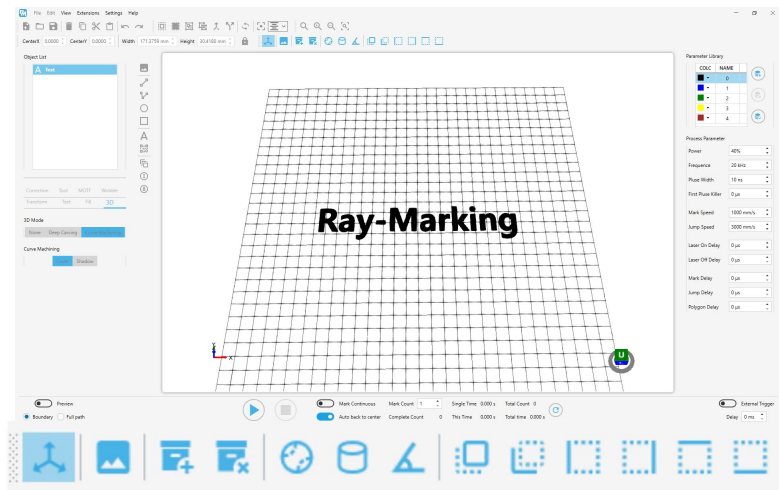 File Edit View Extensions Settings Help
CenterX 0.0000 CenterY 0.0000 Width 171.3759 mm Height 30.4188 mm
Object List
A Text
Correction Tool MOTF Rotation
Transform Text Fill 3D
3D Mode
None Deep Carving Curve Machining
Curve Machining
Shadow
Ray-Marking
Z
X
U
Parameter Library
COLC NAME
0
1
2
3
4
Process Parameter
Power 40%
Frequence 20 kHz
Pluse Width 10 ns
First Pluse Killer 0 μs
Mark Speed 1000 mm/s
Jump Speed 3000 mm/s
Laser On Delay 0 μs
Laser Off Delay 0 μs
Mark Delay 0 μs
Jump Delay 0 μs
Polygon Delay 0 μs
Preview
Boundary Full path
Mark Continuous Mark Count 1 Single Time 0.000 s Total Count 0
Auto back to center Complete Count 0 This Time 0.000 s Total time 0.000 s
External Trigger
Delay 0 ms